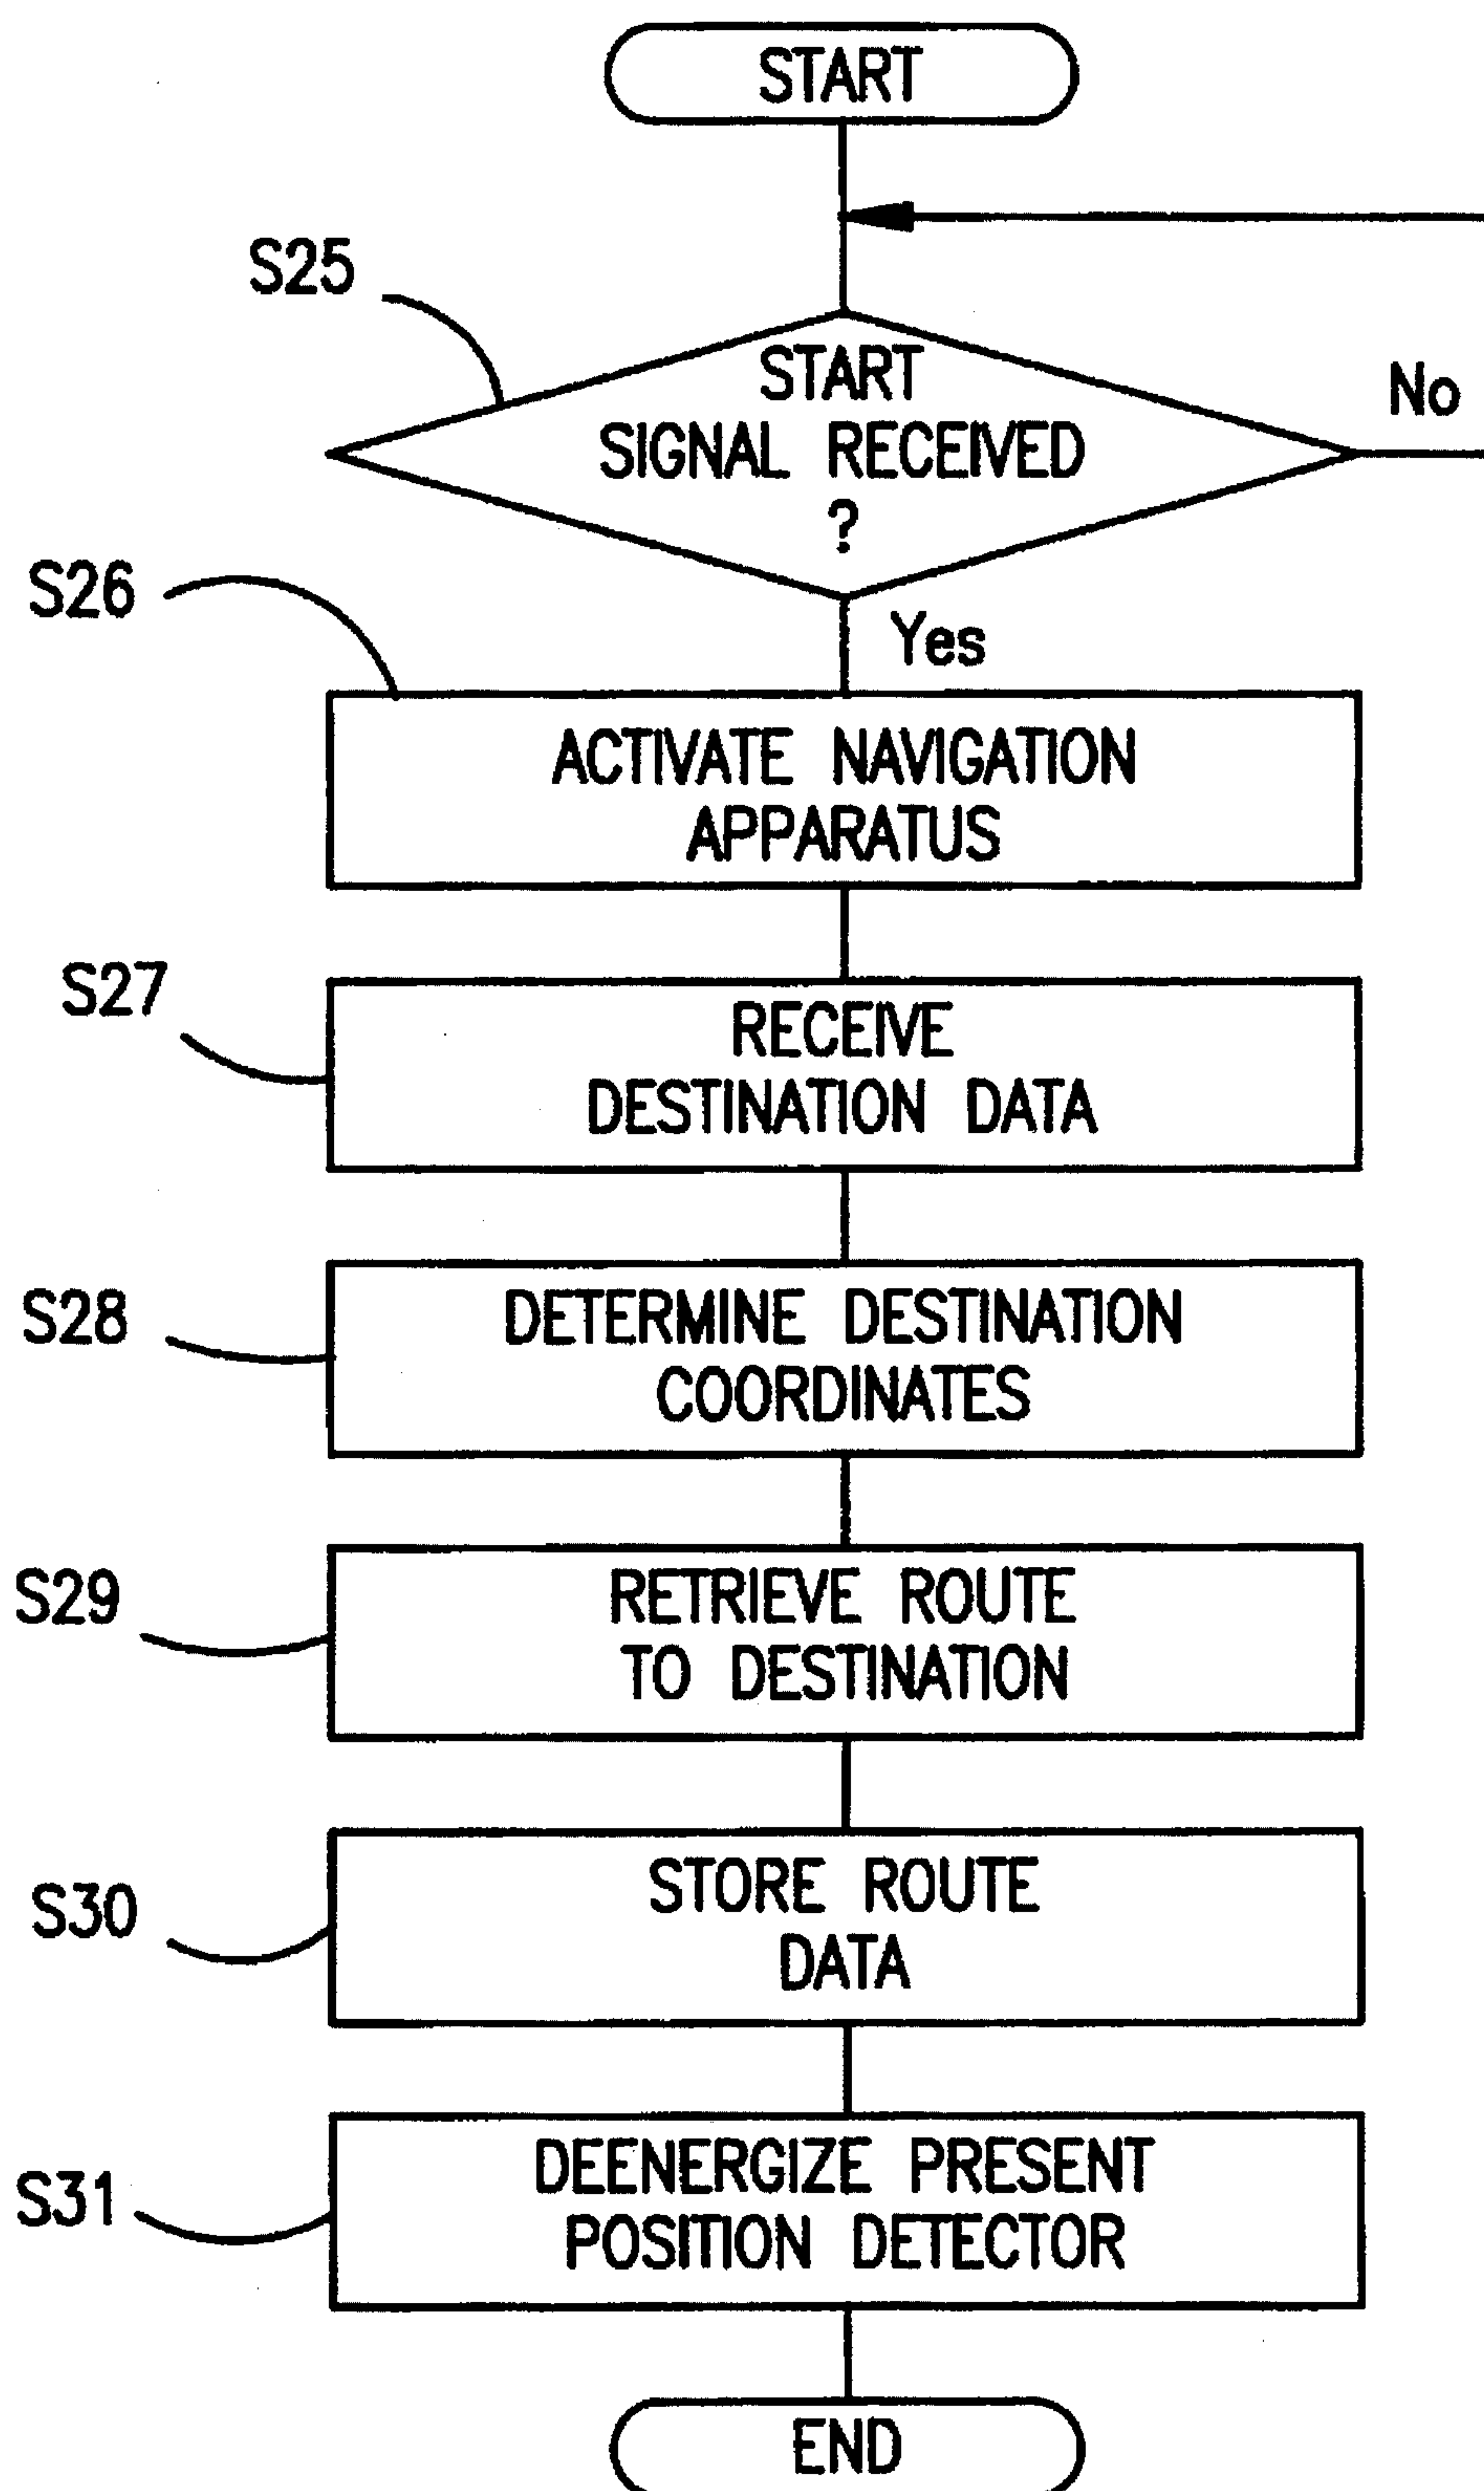 START
S25
START
SIGNAL RECEIVED
?
No
Yes
S26
ACTIVATE NAVIGATION
APPARATUS
S27
RECEIVE
DESTINATION DATA
S28
DETERMINE DESTINATION
COORDINATES
S29
RETRIEVE ROUTE
TO DESTINATION
S30
STORE ROUTE
DATA
S31
DEENERGIZE PRESENT
POSITION DETECTOR
END